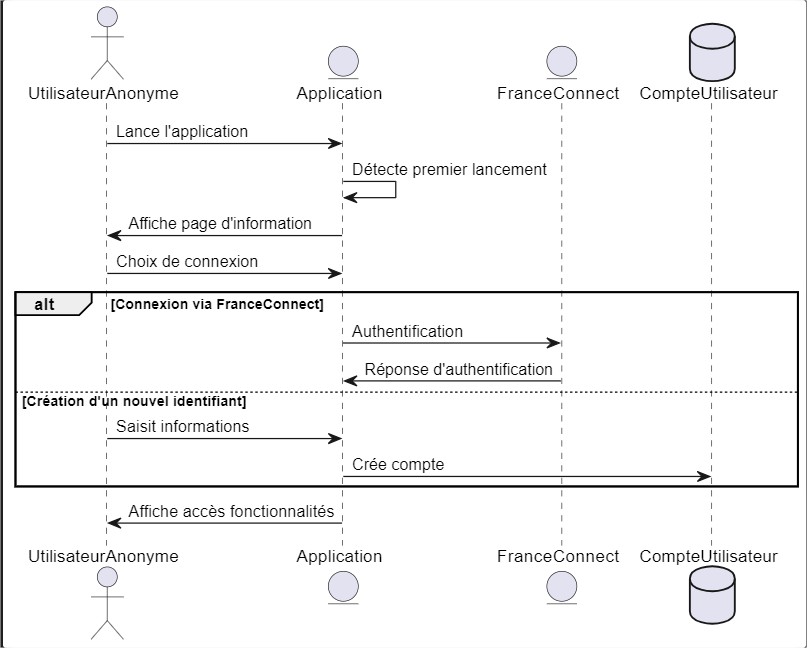 UtilisateurAnonyme Application FranceConnect CompteUtilisateur
Lance l'application
Détecte premier lancement
Affiche page d'information
Choix de connexion
alt [Connexion via FranceConnect]
Authentification
Réponse d'authentification
[Création d'un nouvel identifiant]
Saisit informations
Crée compte
Affiche accès fonctionnalités
UtilisateurAnonyme Application FranceConnect CompteUtilisateur